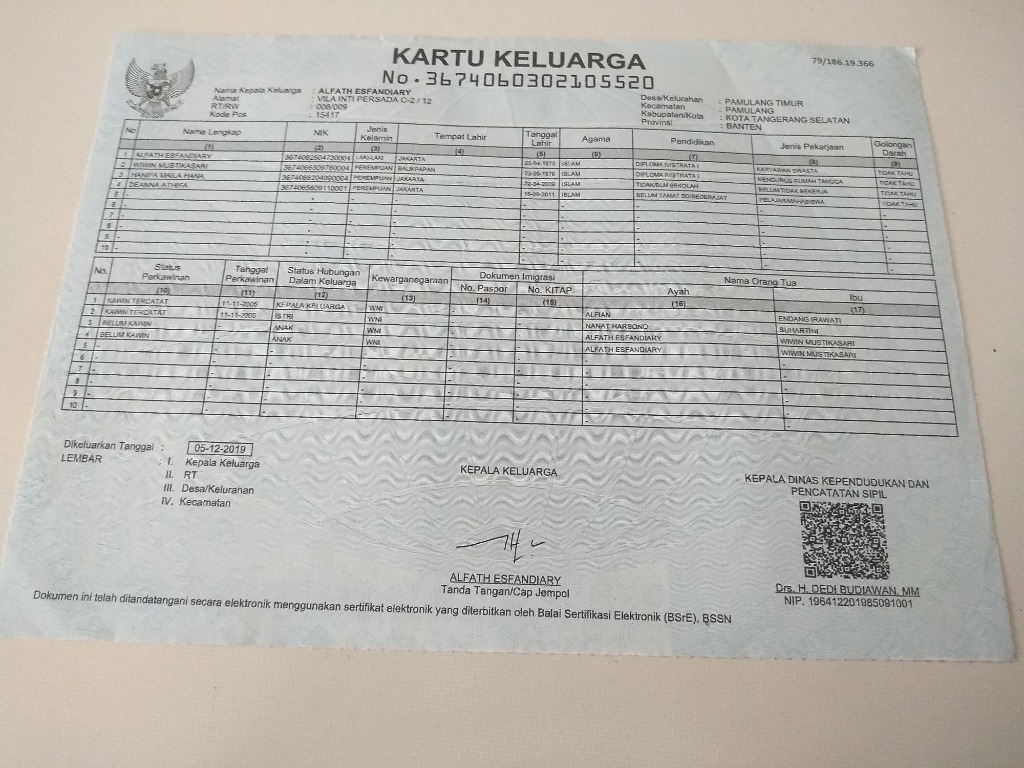 KARTU KELUARGA
79/186.19.366
No.3674060302105520
Nama Kepala Keluarga : ALFATH ESFANDIARY
Alamat : VILA INTI PERSADA C-2 / 12
RT/RW : 008/009
Kode Pos : 15417
Desa/Kelurahan : PAMULANG TIMUR
Kecamatan : PAMULANG
Kabupaten/Kota : KOTA TANGERANG SELATAN
Provinsi : BANTEN
No Nama Lengkap NIK Jenis Kelamin Tempat Lahir Tanggal Lahir Agama Pendidikan Jenis Pekerjaan Golongan Darah
(1) (2) (3) (4) (5) (6) (7) (8) (9)
1 ALFATH ESFANDIARY 3674062504730004 LAKI-LAKI JAKARTA 25-04-1973 ISLAM DIPLOMA IV/STRATA I KARYAWAN SWASTA TIDAK TAHU
2 WIWIN MUSTIKASARI 3674066309760004 PEREMPUAN BALIKPAPAN 23-09-1976 ISLAM DIPLOMA IV/STRATA I MENGURUS RUMAH TANGGA TIDAK TAHU
3 HANIFA MAILA HANA 3674066204090004 PEREMPUAN JAKARTA 22-04-2009 ISLAM TIDAK/BLM SEKOLAH BELUM/TIDAK BEKERJA TIDAK TAHU
4 DEANNA ATHIFA 3674065609110001 PEREMPUAN JAKARTA 16-09-2011 ISLAM BELUM TAMAT SD/SEDERAJAT PELAJAR/MAHASISWA TIDAK TAHU
5 - - - - - - - - -
6 - - - - - - - - -
7 - - - - - - - - -
8 - - - - - - - - -
9 - - - - - - - - -
10 - - - - - - - - -
No. Status Perkawinan Tanggal Perkawinan Status Hubungan Dalam Keluarga Kewarganegaraan Dokumen Imigrasi Nama Orang Tua
No. Paspor No. KITAP Ayah Ibu
(10) (11) (12) (13) (14) (15) (16) (17)
1 KAWIN TERCATAT 11-11-2005 KEPALA KELUARGA WNI - - ALFIAN ENDANG IRAWATI
2 KAWIN TERCATAT 11-11-2005 ISTRI WNI - - NANAT HARSONO SUHARTINI
3 BELUM KAWIN - ANAK WNI - - ALFATH ESFANDIARY WIWIN MUSTIKASARI
4 BELUM KAWIN - ANAK WNI - - ALFATH ESFANDIARY WIWIN MUSTIKASARI
5 - - - - - - - -
6 - - - - - - - -
7 - - - - - - - -
8 - - - - - - - -
9 - - - - - - - -
10 - - - - - - - -
Dikeluarkan Tanggal : 05-12-2019
LEMBAR : I. Kepala Keluarga
II. RT
III. Desa/Kelurahan
IV. Kecamatan
KEPALA KELUARGA
ALFATH ESFANDIARY
Tanda Tangan/Cap Jempol
KEPALA DINAS KEPENDUDUKAN DAN
PENCATATAN SIPIL
Drs. H. DEDI BUDIAWAN, MM
NIP. 196412201985091001
Dokumen ini telah ditandatangani secara elektronik menggunakan sertifikat elektronik yang diterbitkan oleh Balai Sertifikasi Elektronik (BSrE), BSSN